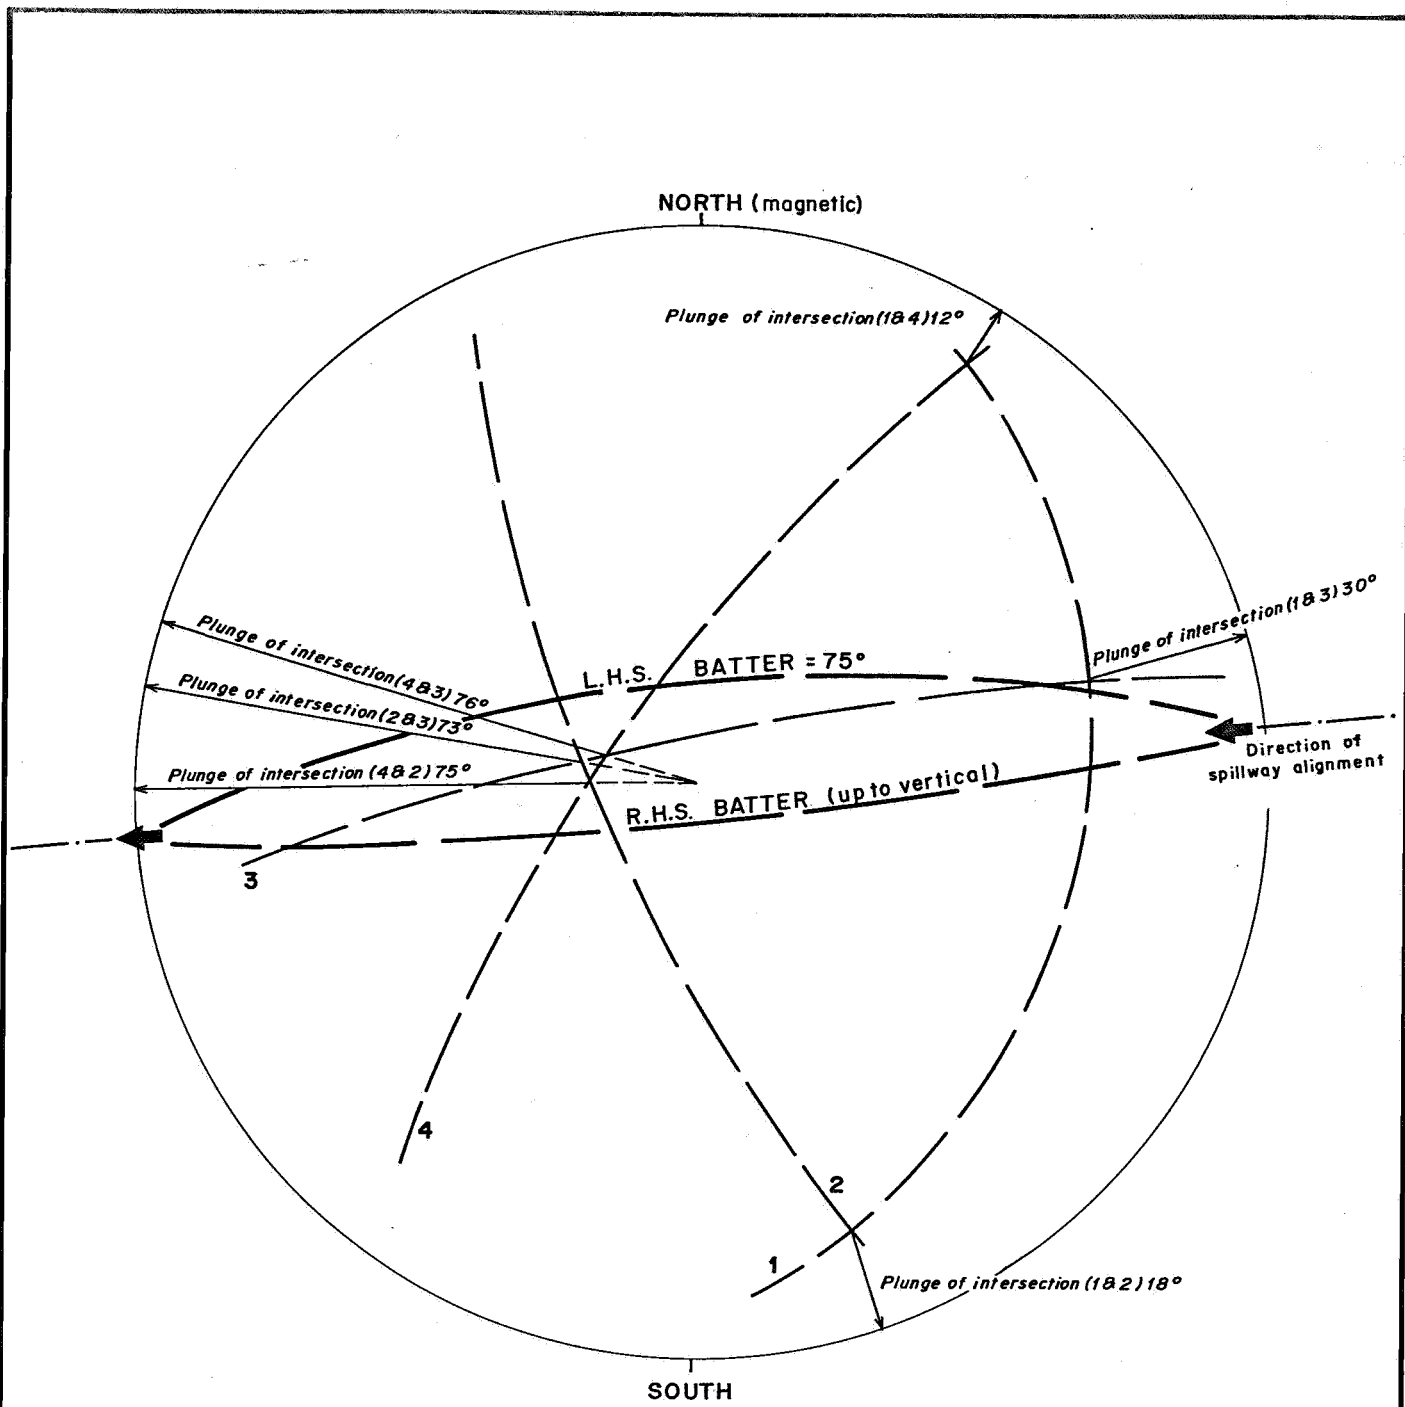 NORTH (magnetic)
Plunge of intersection (1&4) 12°
Plunge of intersection (1&3) 30°
Plunge of intersection (4&3) 76°
L.H.S. BATTER = 75°
Plunge of intersection (2&3) 73°
Direction of
spillway alignment
Plunge of intersection (4&2) 75°
R.H.S. BATTER (up to vertical)
3
4
2
1
Plunge of intersection (1&2) 18°
SOUTH